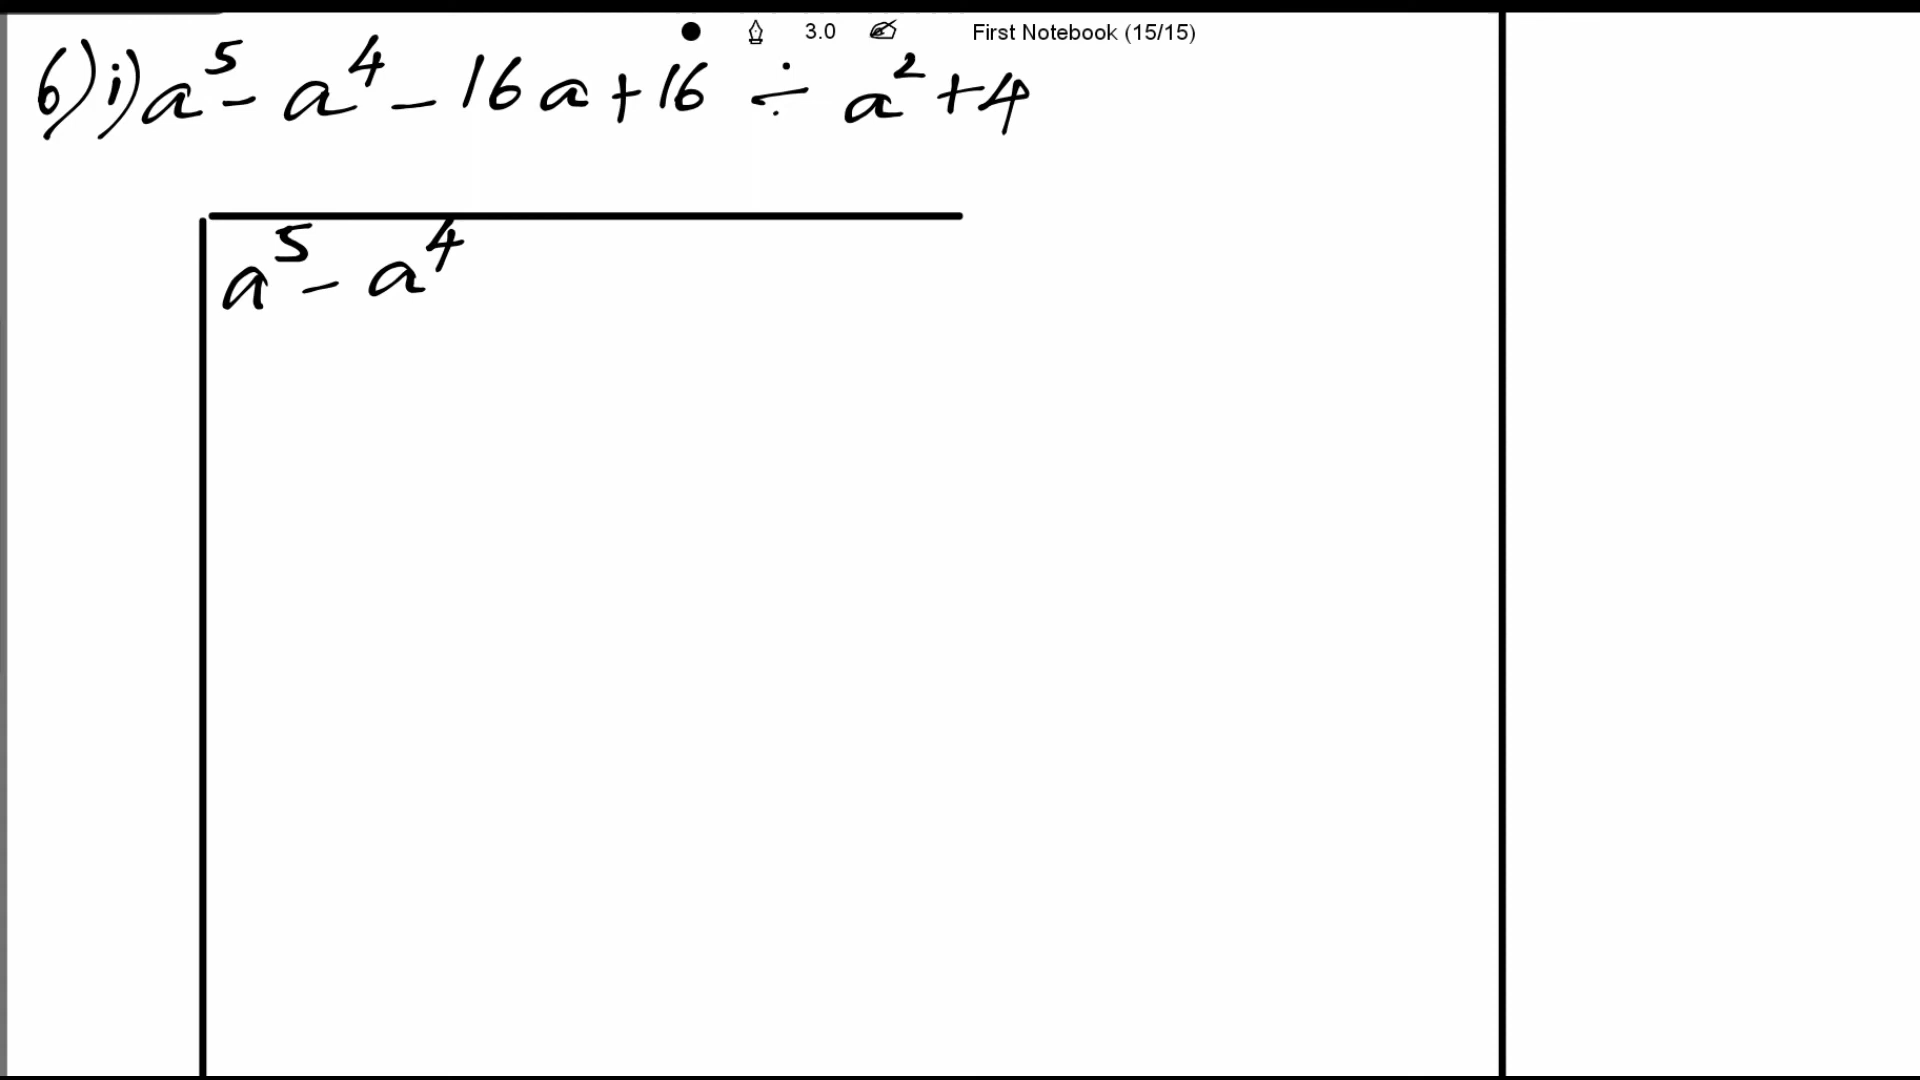 3.0 First Notebook (15/15)
6) i) a⁵ - a⁴ - 16a + 16 ÷ a² + 4
a⁵ - a⁴